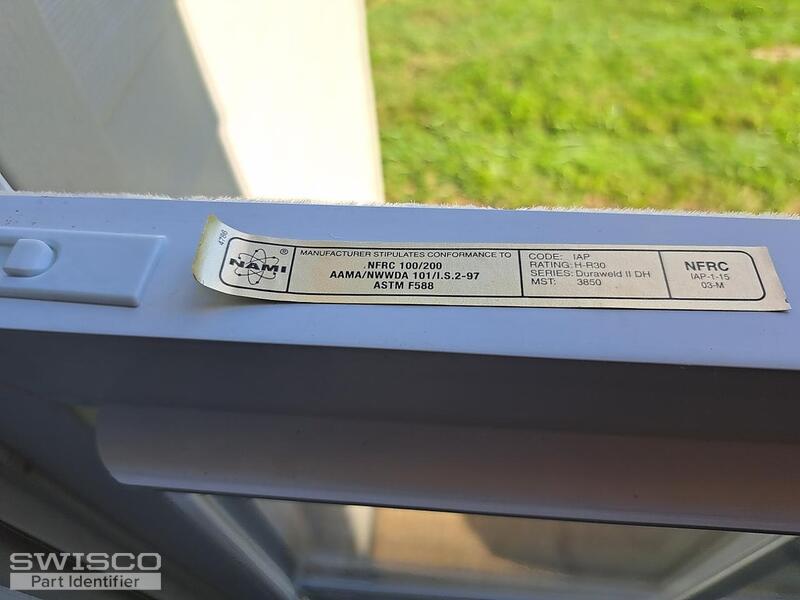 4786
NAMI ®
MANUFACTURER STIPULATES CONFORMANCE TO
NFRC 100/200
AAMA/NWWDA 101/I.S.2-97
ASTM F588
CODE: IAP
RATING: H-R30
SERIES: Duraweld II DH
MST: 3850
NFRC
IAP-1-15
03-M
SWISCO
Part Identifier